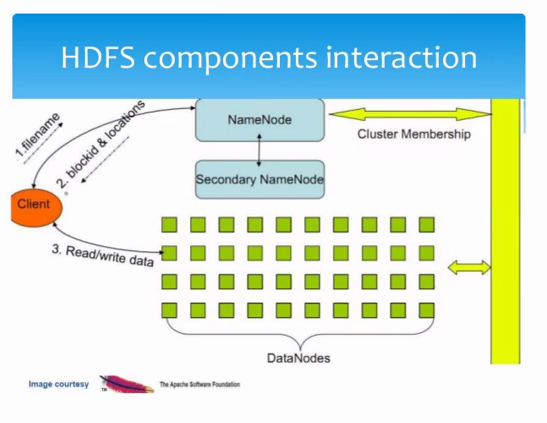 HDFS components interaction
1.filename
2. blockid & locations
NameNode
Cluster Membership
Secondary NameNode
Client
3. Read/write data
DataNodes
Image courtesy
TM
The Apache Software Foundation